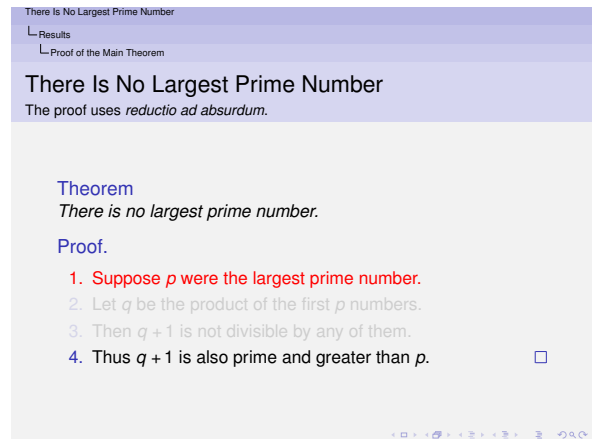 There Is No Largest Prime Number
Results
Proof of the Main Theorem
There Is No Largest Prime Number
The proof uses reductio ad absurdum.
Theorem
There is no largest prime number.
Proof.
1. Suppose p were the largest prime number.
2. Let q be the product of the first p numbers.
3. Then q + 1 is not divisible by any of them.
4. Thus q + 1 is also prime and greater than p.